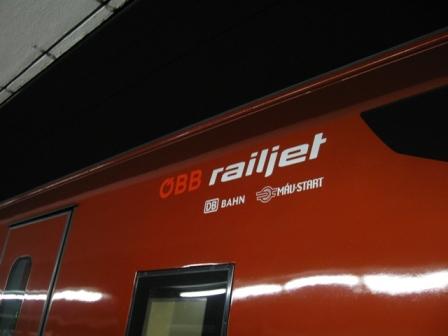 ÖBB railjet
DB BAHN MÁV-START